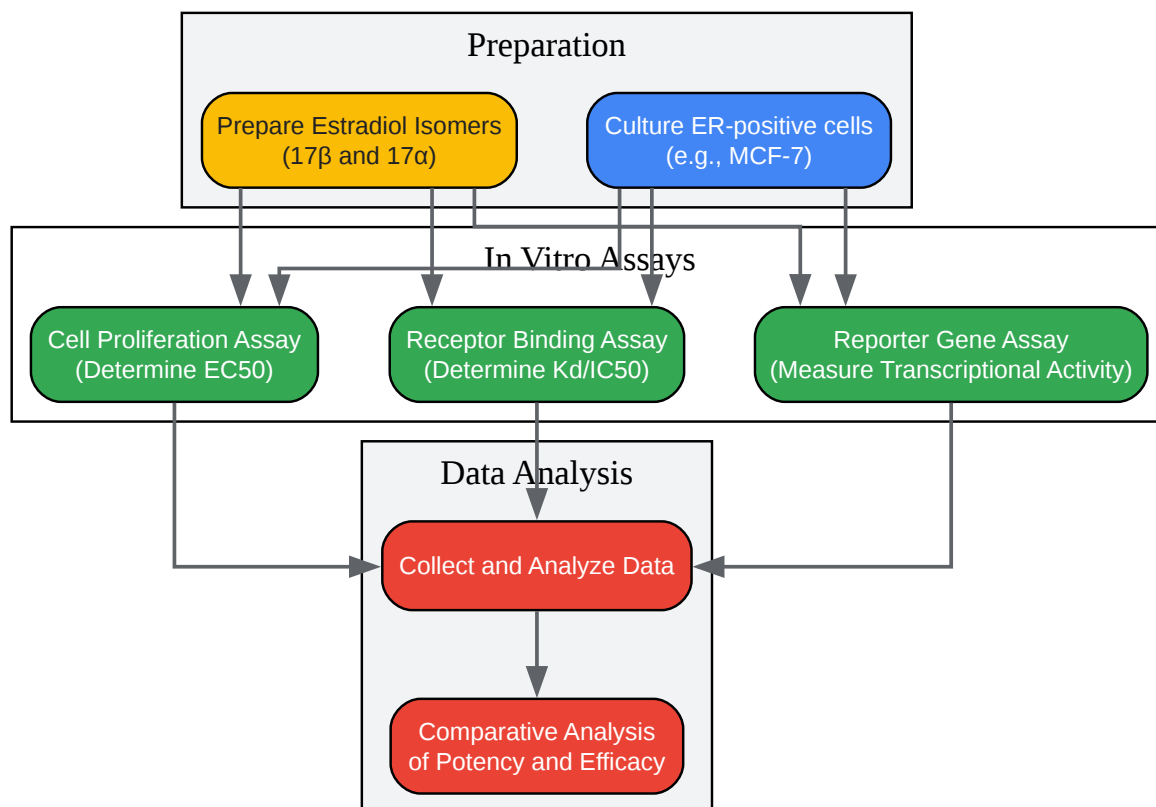 Preparation
Prepare Estradiol Isomers
(17β and 17α)
Culture ER-positive cells
(e.g., MCF-7)
In Vitro Assays
Cell Proliferation Assay
(Determine EC50)
Receptor Binding Assay
(Determine Kd/IC50)
Reporter Gene Assay
(Measure Transcriptional Activity)
Data Analysis
Collect and Analyze Data
Comparative Analysis
of Potency and Efficacy